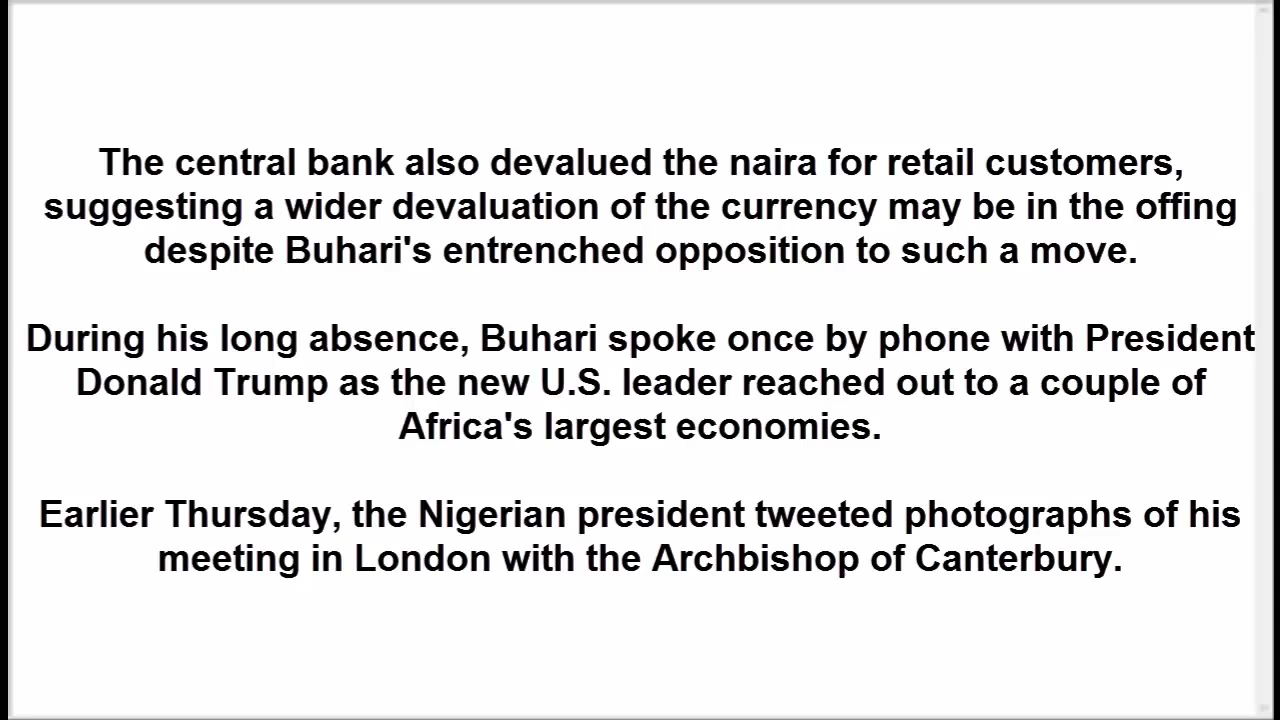 The central bank also devalued the naira for retail customers,
suggesting a wider devaluation of the currency may be in the offing
despite Buhari's entrenched opposition to such a move.
During his long absence, Buhari spoke once by phone with President
Donald Trump as the new U.S. leader reached out to a couple of
Africa's largest economies.
Earlier Thursday, the Nigerian president tweeted photographs of his
meeting in London with the Archbishop of Canterbury.